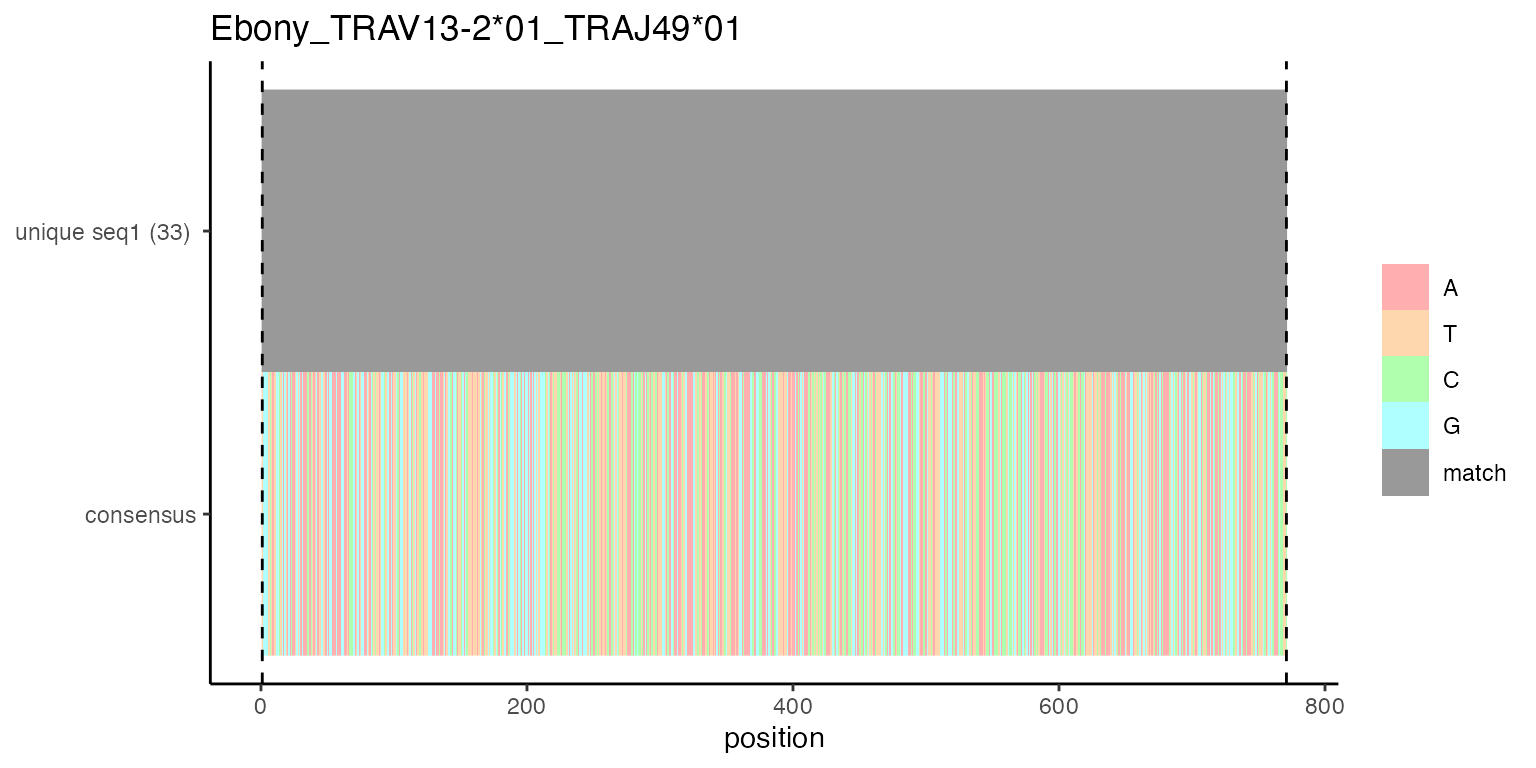 Ebony_TRAV13-2*01_TRAJ49*01
unique seq1 (33)
consensus
0 200 400 600 800
position
A
T
C
G
match